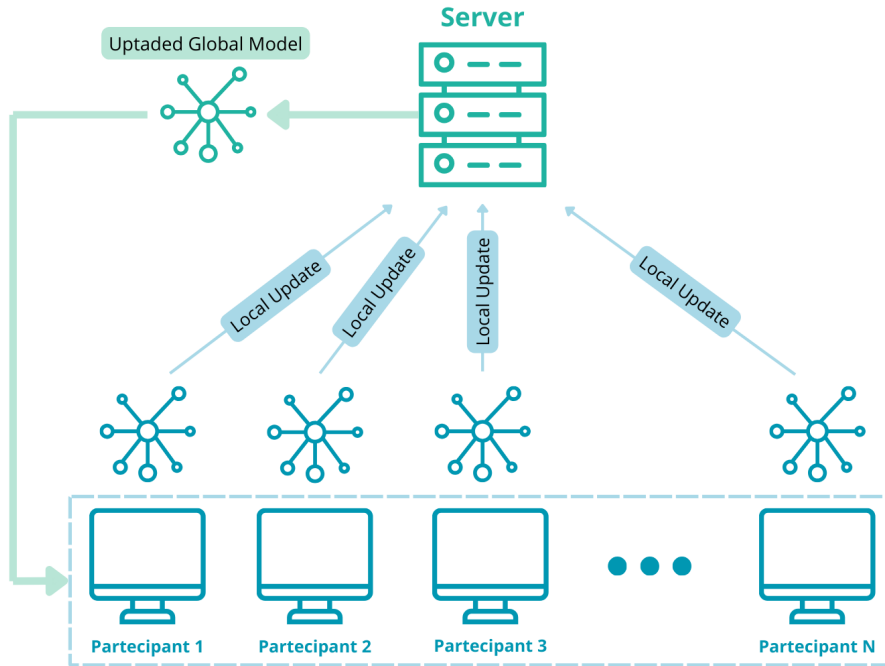 Server
Uptaded Global Model
Local Update
Local Update
Local Update
Local Update
Partecipant 1
Partecipant 2
Partecipant 3
Partecipant N